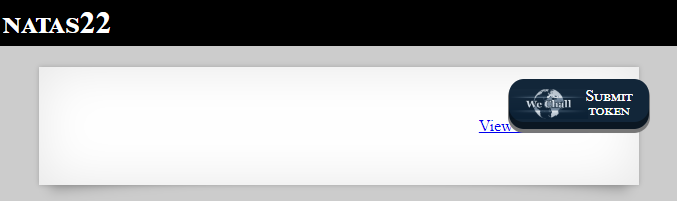 NATAS22
We Chall
Submit
token
View